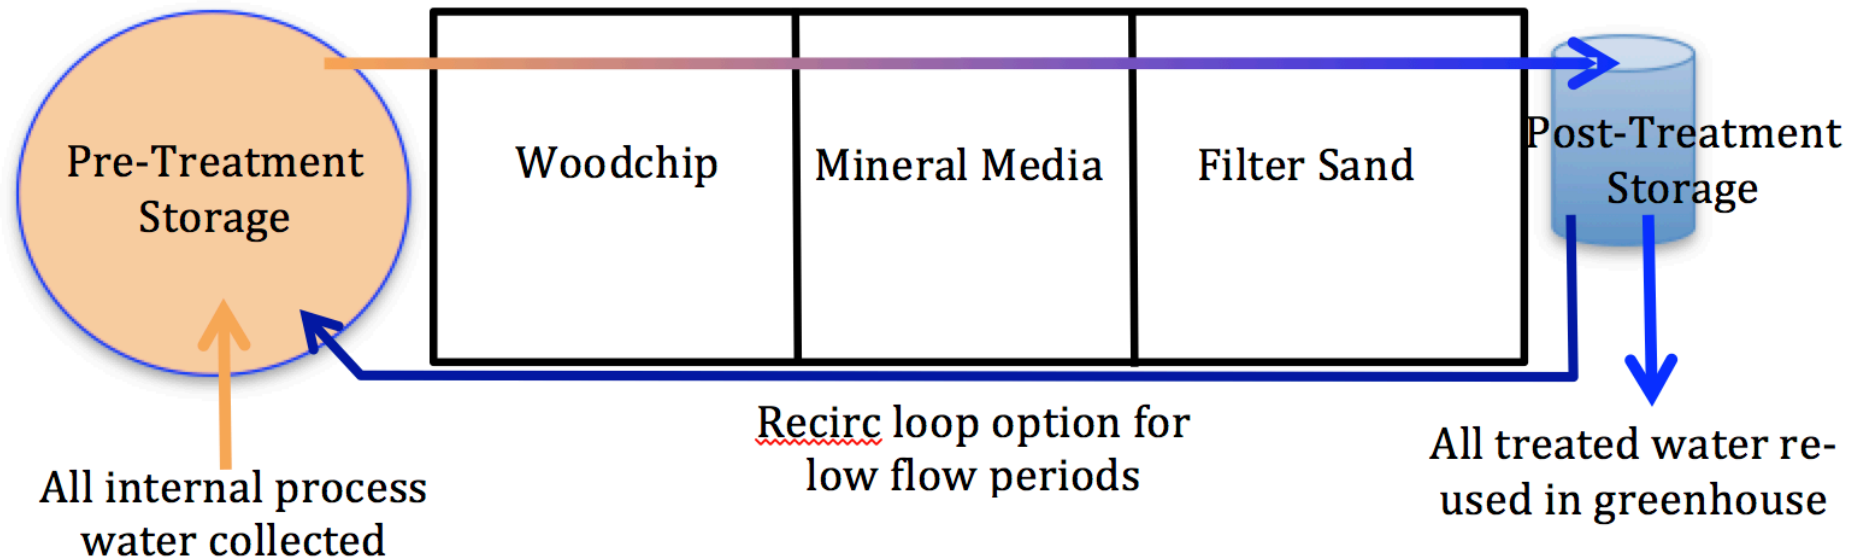 Pre-Treatment
Storage
Woodchip
Mineral Media
Filter Sand
Post-Treatment
Storage
Recirc loop option for
low flow periods
All internal process
water collected
All treated water re-
used in greenhouse